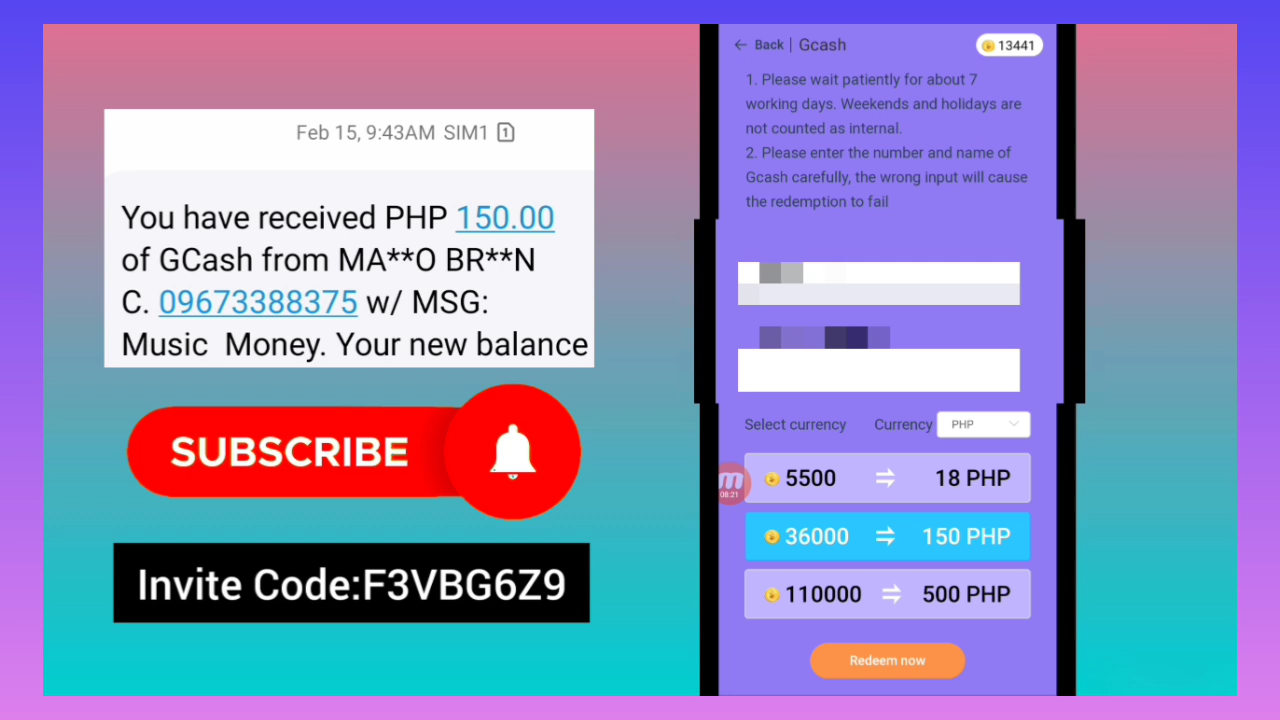 Feb 15, 9:43AM SIM1 1
You have received PHP 150.00
of GCash from MA**O BR**N
C. 09673388375 w/ MSG:
Music Money. Your new balance
SUBSCRIBE
Invite Code:F3VBG6Z9
Back | Gcash
13441
1. Please wait patiently for about 7
working days. Weekends and holidays are
not counted as internal.
2. Please enter the number and name of
Gcash carefully, the wrong input will cause
the redemption to fail
Select currency Currency PHP
m
08:21
5500 18 PHP
36000 150 PHP
110000 500 PHP
Redeem now